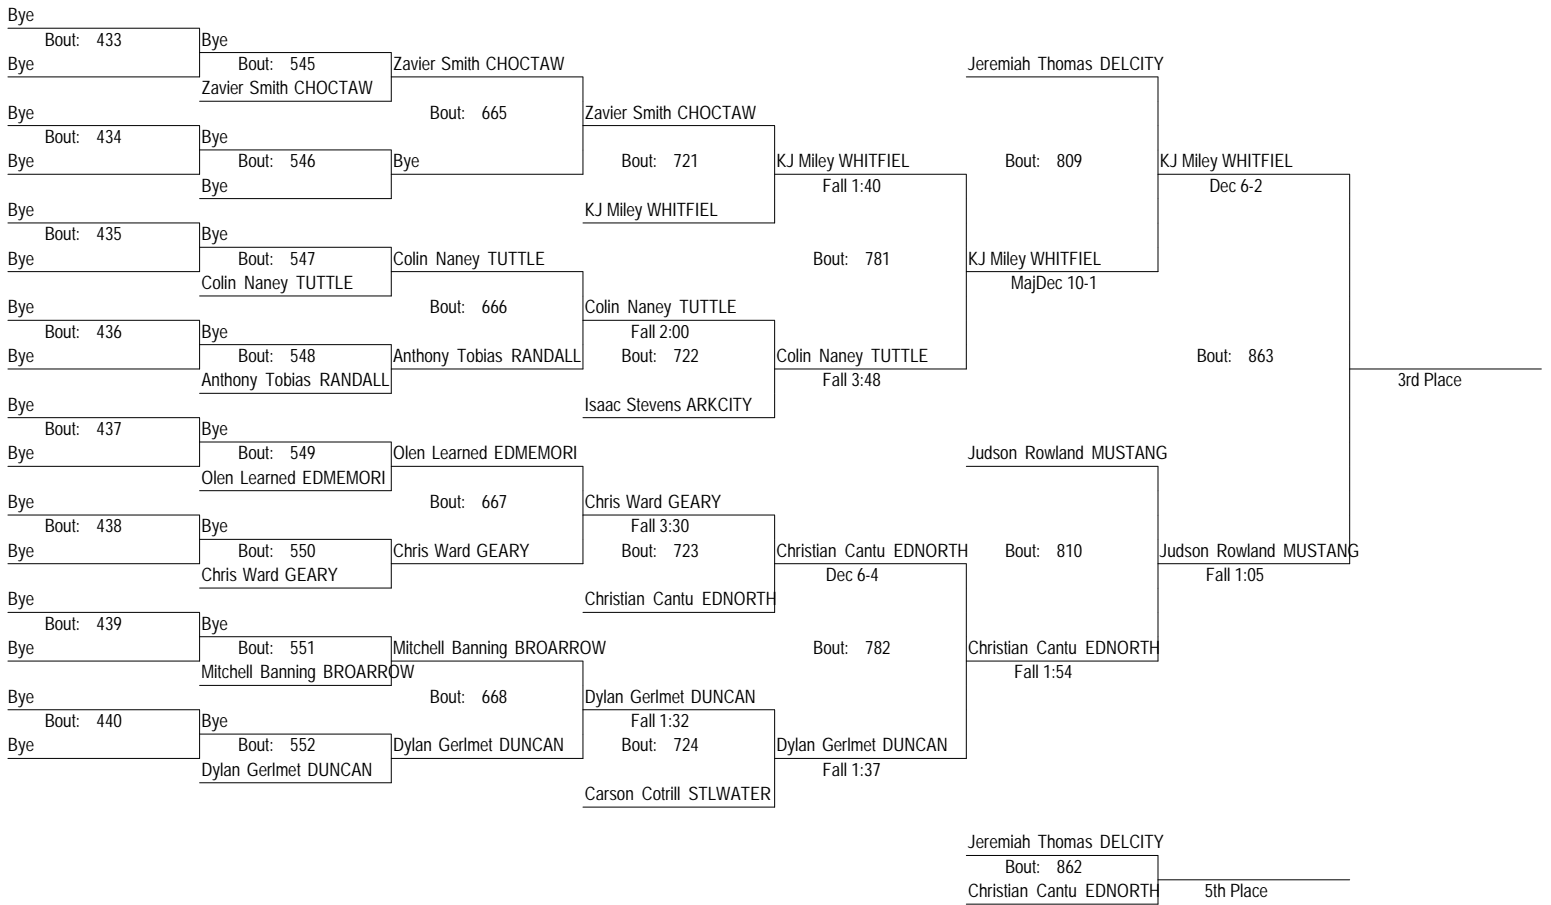 Bye
Bout: 433
Bye
Bye
Bout: 545
Zavier Smith CHOCTAW
Zavier Smith CHOCTAW
Jeremiah Thomas DELCITY
Bye
Bout: 434
Bye
Bye
Bout: 546
Bye
Bout: 665
Bye
Zavier Smith CHOCTAW
Bout: 721
KJ Miley WHITFIEL
KJ Miley WHITFIEL
Fall 1:40
Bout: 809
KJ Miley WHITFIEL
Dec 6-2
Bye
Bout: 435
Bye
Bye
Bout: 547
Colin Naney TUTTLE
Colin Naney TUTTLE
Bout: 781
KJ Miley WHITFIEL
MajDec 10-1
Bye
Bout: 436
Bye
Bye
Bout: 548
Anthony Tobias RANDALL
Bout: 666
Anthony Tobias RANDALL
Colin Naney TUTTLE
Fall 2:00
Bout: 722
Isaac Stevens ARKCITY
Colin Naney TUTTLE
Fall 3:48
Bout: 863
3rd Place
Bye
Bout: 437
Bye
Bye
Bout: 549
Olen Learned EDMEMORI
Olen Learned EDMEMORI
Judson Rowland MUSTANG
Bye
Bout: 438
Bye
Bye
Bout: 550
Chris Ward GEARY
Bout: 667
Chris Ward GEARY
Chris Ward GEARY
Fall 3:30
Bout: 723
Christian Cantu EDNORTH
Christian Cantu EDNORTH
Dec 6-4
Bout: 810
Judson Rowland MUSTANG
Fall 1:05
Bye
Bout: 439
Bye
Bye
Bout: 551
Mitchell Banning BROARROW
Mitchell Banning BROARROW
Bout: 782
Christian Cantu EDNORTH
Fall 1:54
Bye
Bout: 440
Bye
Bye
Bout: 552
Dylan Gerlmet DUNCAN
Bout: 668
Dylan Gerlmet DUNCAN
Dylan Gerlmet DUNCAN
Fall 1:32
Bout: 724
Carson Cotrill STLWATER
Dylan Gerlmet DUNCAN
Fall 1:37
Jeremiah Thomas DELCITY
Bout: 862
Christian Cantu EDNORTH
5th Place